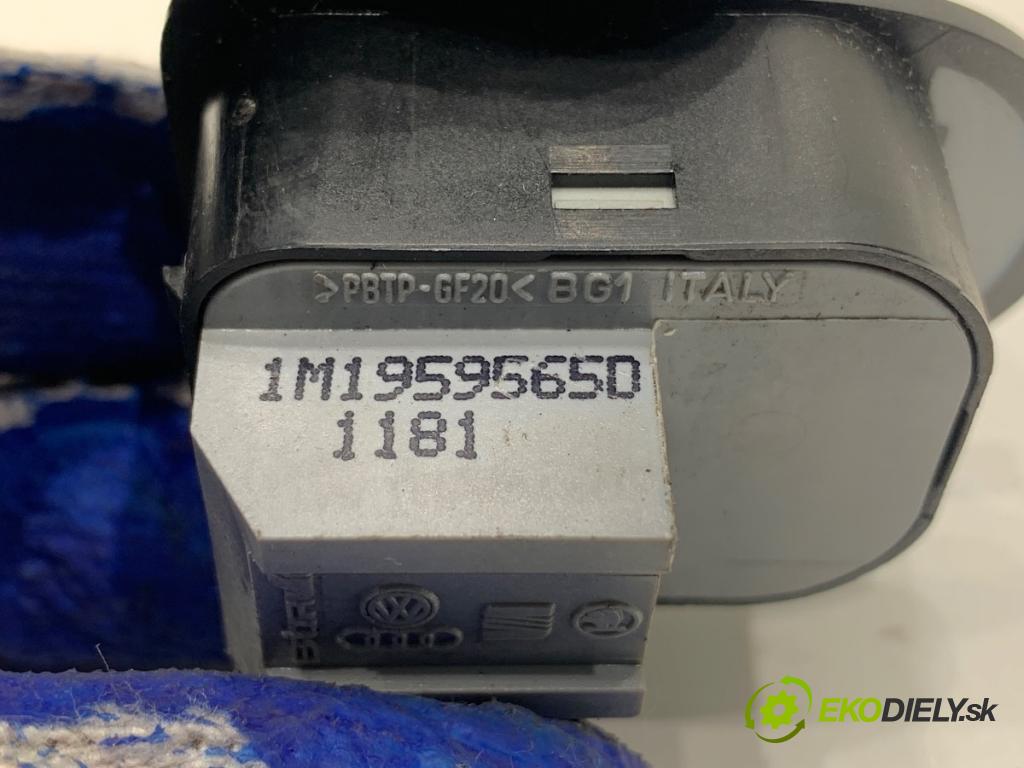 >PBTP-GF20< BG1 ITALY
1M1959565D
1181
EKODIELY.sk